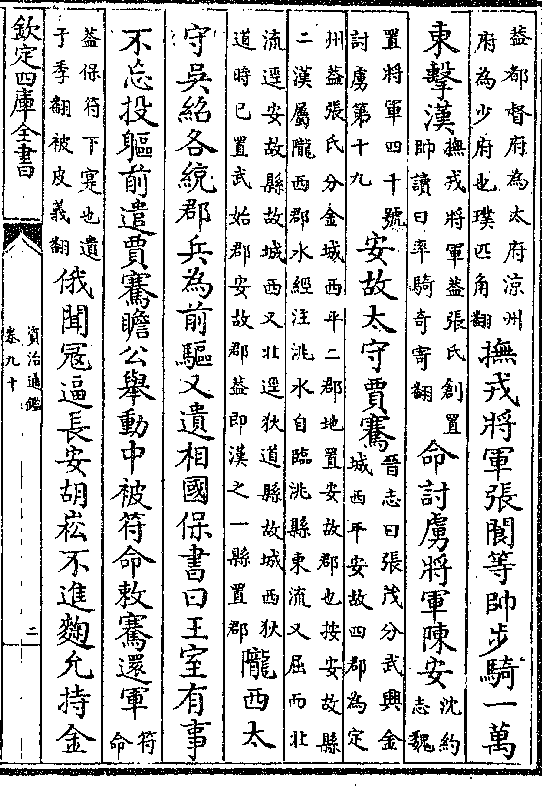 葢都督府為太府涼州
府為少府也璞匹角翻
撫戎將軍張閬等帥步騎一萬
東擊漢
撫戎將軍葢張氏創置
帥讀曰率騎奇寄翻
命討虜將軍陳安
沈約
志魏
置將軍四十號
討虜第十九
安故太守賈騫
晉志曰張茂分武興金
城西平安故四郡為定
州葢張氏分金城西平二郡地置安故郡也按安故縣
二漢屬隴西郡水經注洮水自臨洮縣東流又屈而北
流逕安故縣故城西又北逕狄道縣故城西狄
道時已置武始郡安故郡葢即漢之一縣置郡
隴西太
守吳紹各統郡兵為前驅又遺相國保書曰王室有事
不忘投軀前遣賈騫瞻公舉動中被符命敕騫還軍
符
命
葢保符下寔也遺
于季翻被皮義翻
俄聞寇逼長安胡崧不進麴允持金
欽定四庫全書
資治通鑑
卷九十
二